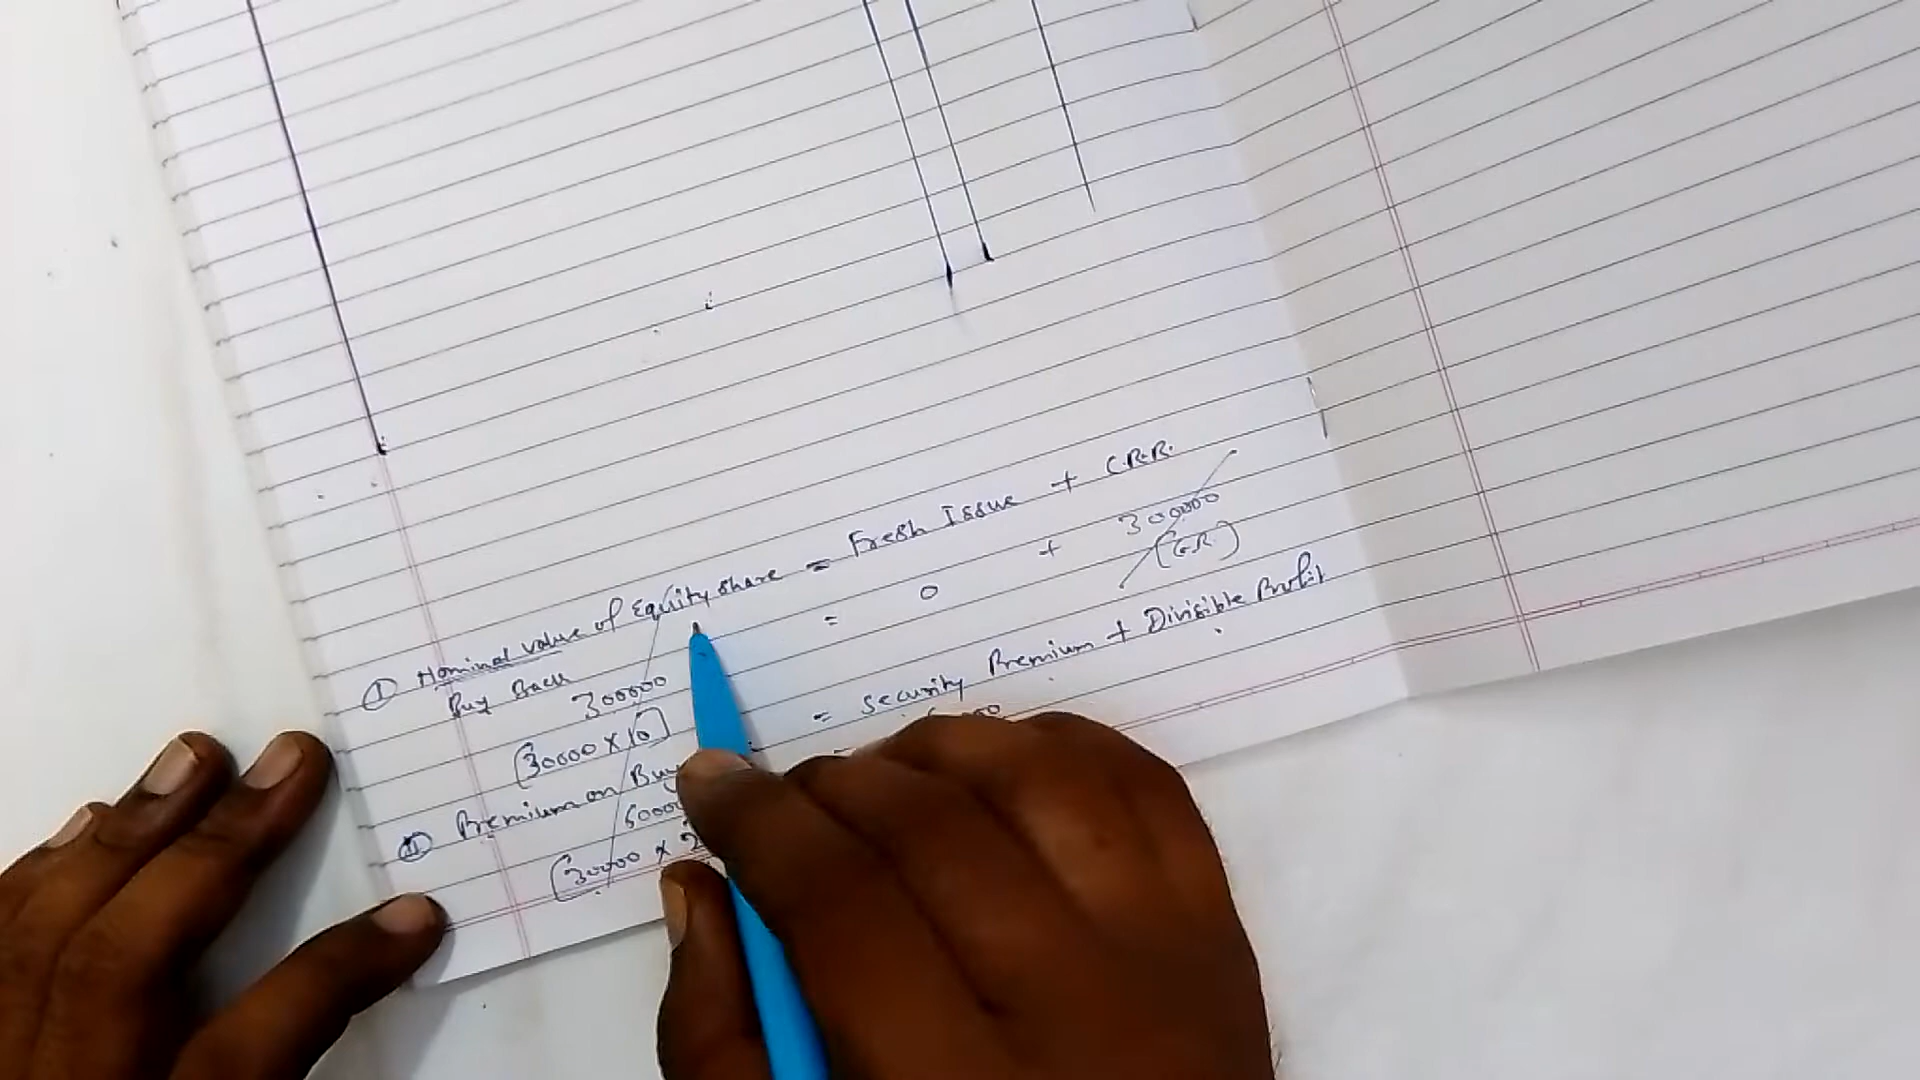 ① Nominal value of Equity share = Fresh Issue + C.R.R.
Buy Back
300000 = 0 + 300000
(30000 × 10) (G.R)
② Premium on Buy = Security Premium + Divisible Profit
(30000 ×